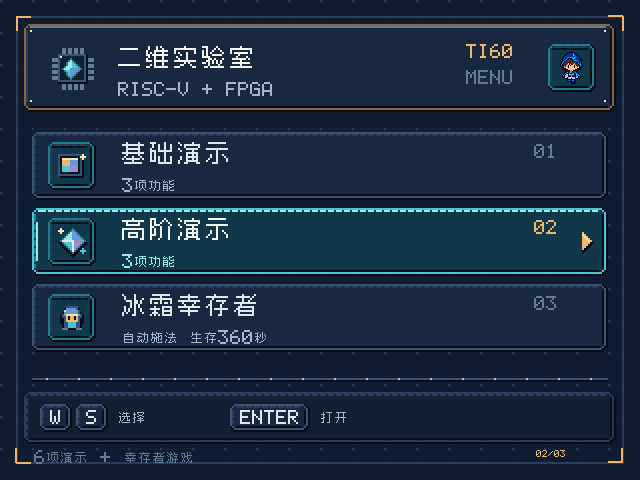 二维实验室
TI60
RISC-V + FPGA
MENU
基础演示
01
3项功能
高阶演示
02
3项功能
冰霜幸存者
03
自动施法 生存360秒
W S 选择 ENTER 打开
6项演示 + 幸存者游戏
02/03